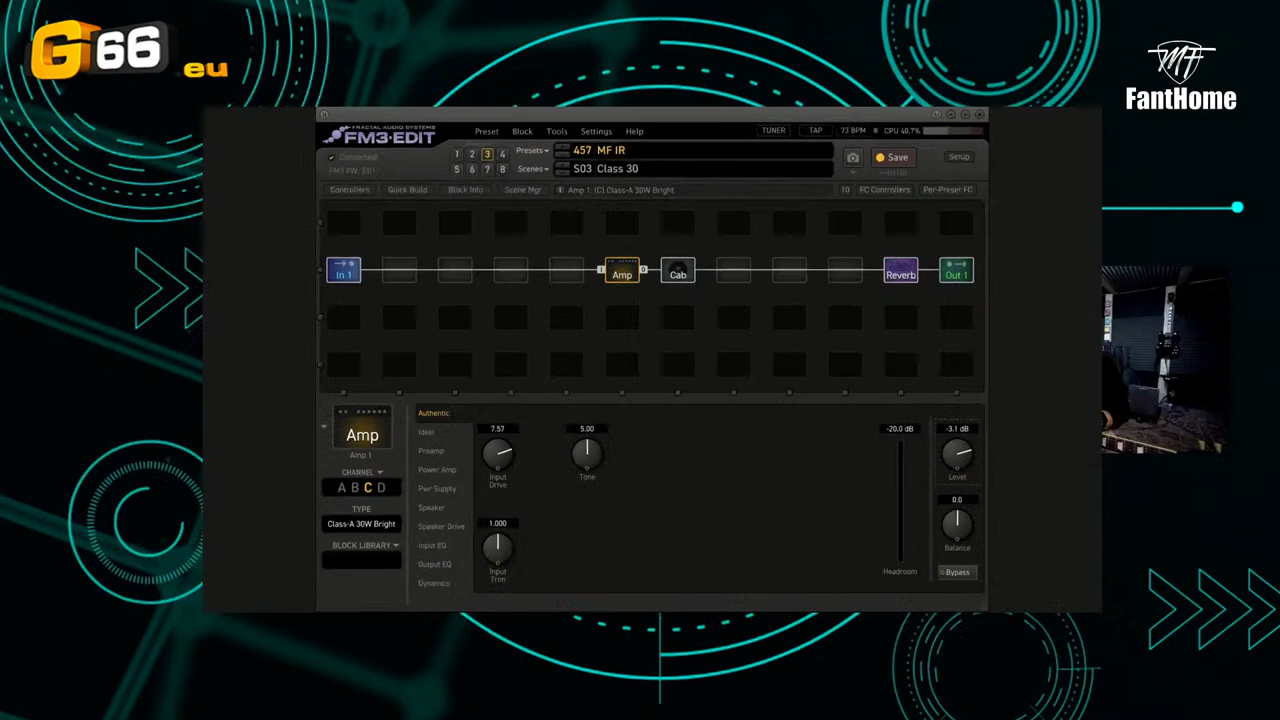 G66.eu
MF
FantHome
FRACTAL AUDIO SYSTEMS
FM3-EDIT
Preset Block Tools Settings Help
TUNER TAP 73 BPM CPU 40.7%
Connected!
1 2 3 4
5 6 7 8
Presets
457 MF IR
Scenes
S03 Class 30
Save
Setup
Controllers Quick Build Block Info Scene Mgr
Amp 1: (C) Class-A 30W Bright
FC Controllers Per-Preset FC
In 1 Amp Cab Reverb Out 1
Amp
Amp 1
CHANNEL
A B C D
TYPE
Class-A 30W Bright
BLOCK LIBRARY
Authentic
Ideal
Preamp
Power Amp
Pwr Supply
Speaker
Speaker Drive
Input EQ
Output EQ
Dynamics
7.57
Input
Drive
5.00
Tone
1.000
Input
Trim
-20.0 dB
Headroom
-3.1 dB
Level
0.0
Balance
Bypass